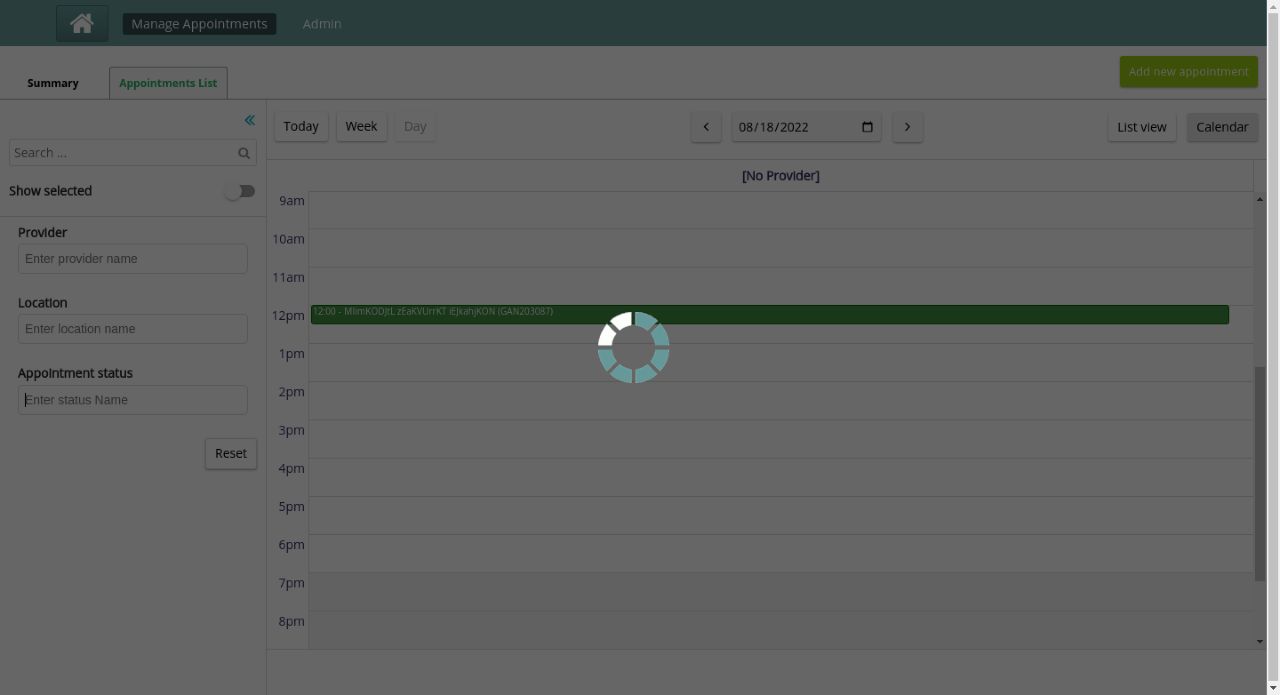 Manage Appointments Admin
Summary Appointments List Add new appointment
Today Week Day 08/18/2022 List view Calendar
Search ...
Show selected
Provider
Enter provider name
Location
Enter location name
Appointment status
Enter status Name
Reset
[No Provider]
9am
10am
11am
12pm 12:00 - MlimKODJtL zEaKVUrrKT iEJkahjKON (GAN203087)
1pm
2pm
3pm
4pm
5pm
6pm
7pm
8pm